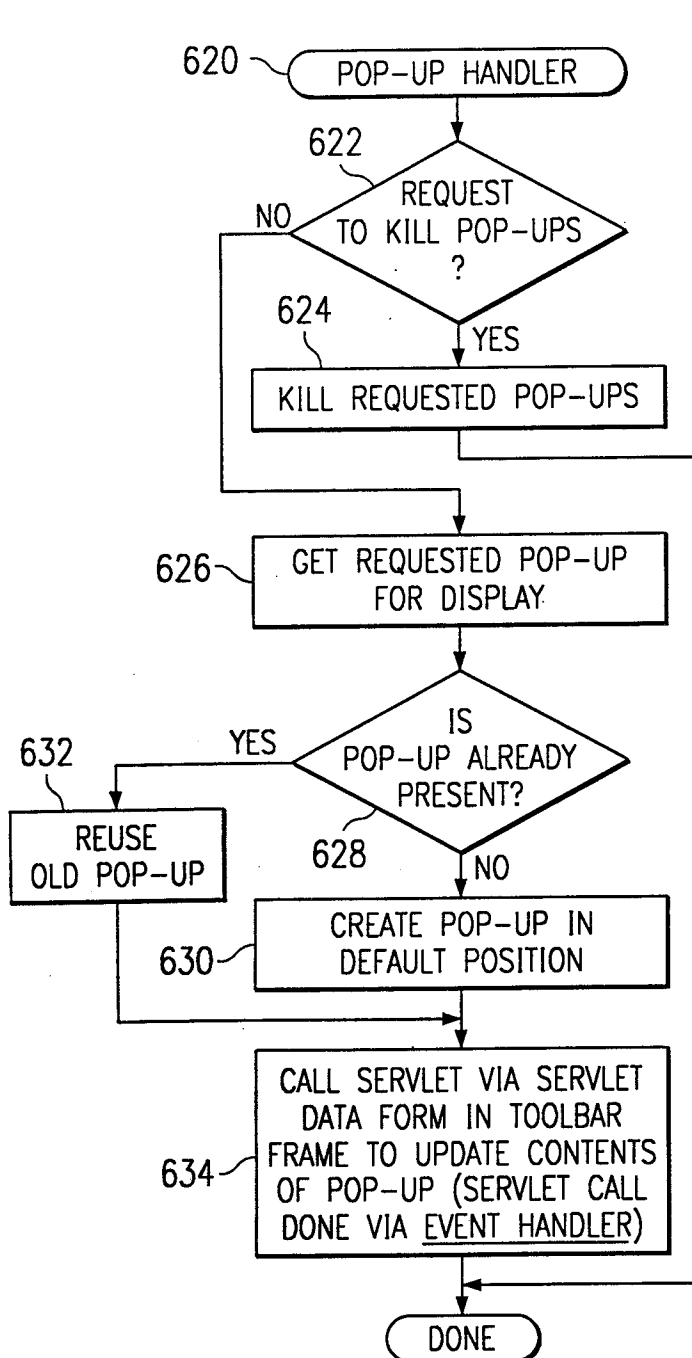 620
POP-UP HANDLER
622
REQUEST
TO KILL POP-UPS
?
NO
YES
624
KILL REQUESTED POP-UPS
626
GET REQUESTED POP-UP
FOR DISPLAY
IS
POP-UP ALREADY
PRESENT?
YES
628
NO
632
REUSE
OLD POP-UP
630
CREATE POP-UP IN
DEFAULT POSITION
634
CALL SERVLET VIA SERVLET
DATA FORM IN TOOLBAR
FRAME TO UPDATE CONTENTS
OF POP-UP (SERVLET CALL
DONE VIA EVENT HANDLER)
DONE